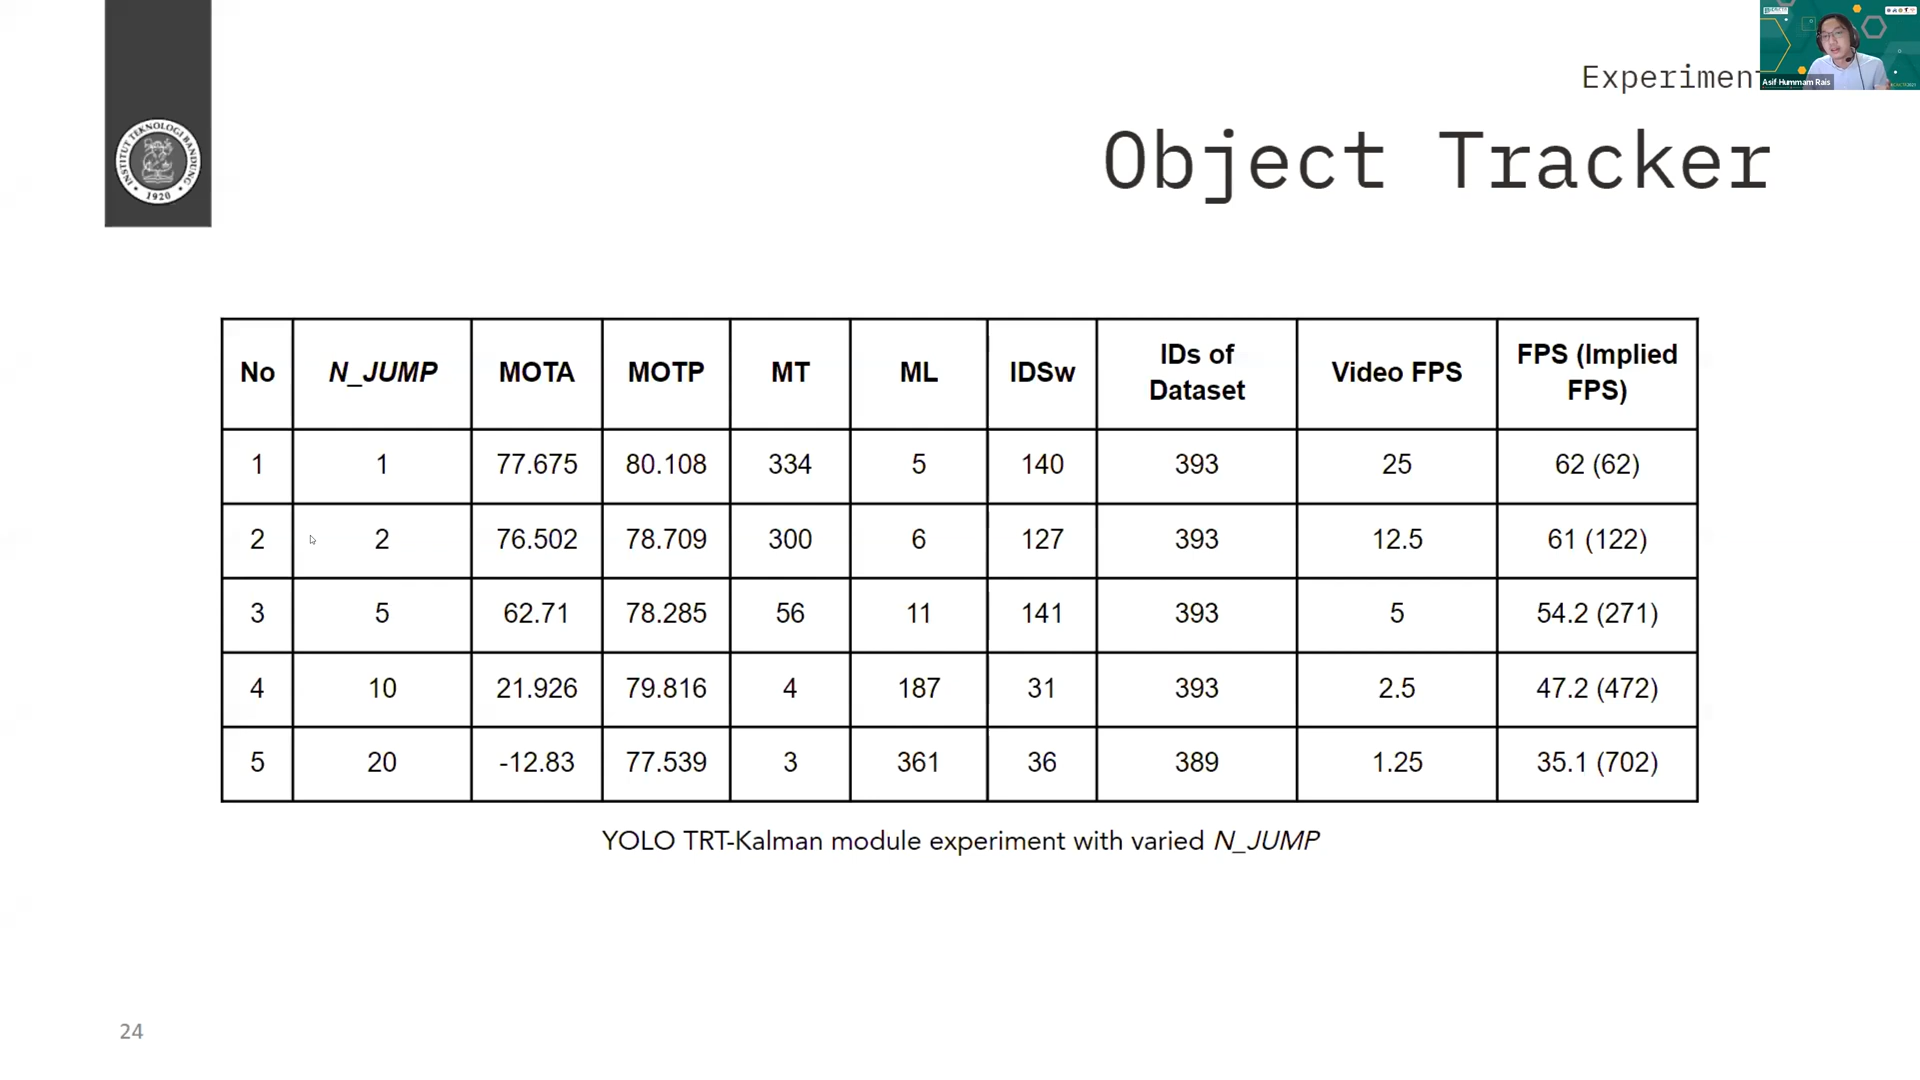 Asif Hummam Rais
Experimen
Object Tracker
INSTITUT TEKNOLOGI BANDUNG
1920
No N_JUMP MOTA MOTP MT ML IDSw IDs of Dataset Video FPS FPS (Implied FPS)
1 1 77.675 80.108 334 5 140 393 25 62 (62)
2 2 76.502 78.709 300 6 127 393 12.5 61 (122)
3 5 62.71 78.285 56 11 141 393 5 54.2 (271)
4 10 21.926 79.816 4 187 31 393 2.5 47.2 (472)
5 20 -12.83 77.539 3 361 36 389 1.25 35.1 (702)
YOLO TRT-Kalman module experiment with varied N_JUMP
24